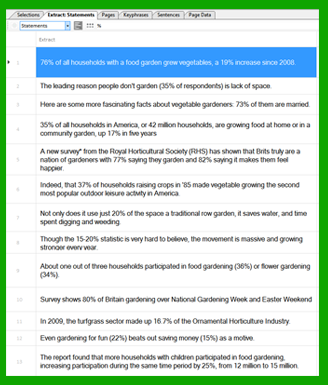 Selections Extract: Statements Pages Keyphrases Sentences Page Data
Statements %
Extract
1 76% of all households with a food garden grew vegetables, a 19% increase since 2008.
2 The leading reason people don't garden (35% of respondents) is lack of space.
3 Here are some more fascinating facts about vegetable gardeners: 73% of them are married.
4 35% of all households in America, or 42 million households, are growing food at home or in a
community garden, up 17% in five years
5 A new survey* from the Royal Horticultural Society (RHS) has shown that Brits truly are a
nation of gardeners with 77% saying they garden and 82% saying it makes them feel
happier.
6 Indeed, that 37% of households raising crops in '85 made vegetable growing the second
most popular outdoor leisure activity in America.
7 Not only does it use just 20% of the space a traditional row garden, it saves water, and time
spent digging and weeding.
8 Though the 15-20% statistic is very hard to believe, the movement is massive and growing
stronger every year.
9 About one out of three households participated in food gardening (36%) or flower gardening
(34%).
10 Survey shows 80% of Britain gardening over National Gardening Week and Easter Weekend
11 In 2009, the turfgrass sector made up 16.7% of the Ornamental Horticulture Industry.
12 Even gardening for fun (22%) beats out saving money (15%) as a motive.
13 The report found that more households with children participated in food gardening,
increasing participation during the same time period by 25%, from 12 million to 15 million.